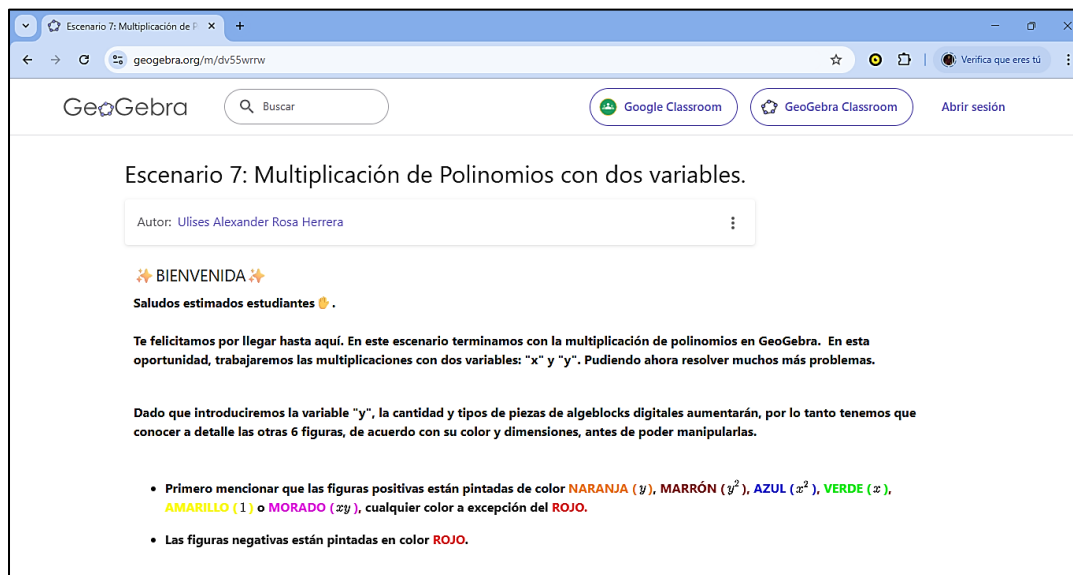 Escenario 7: Multiplicación de P
geogebra.org/m/dv55wrrw
Verifica que eres tú
GeoGebra
Buscar
Google Classroom
GeoGebra Classroom
Abrir sesión
Escenario 7: Multiplicación de Polinomios con dos variables.
Autor: Ulises Alexander Rosa Herrera
✨ BIENVENIDA ✨
Saludos estimados estudiantes ✋ .
Te felicitamos por llegar hasta aquí. En este escenario terminamos con la multiplicación de polinomios en GeoGebra. En esta
oportunidad, trabajaremos las multiplicaciones con dos variables: "x" y "y". Pudiendo ahora resolver muchos más problemas.
Dado que introduciremos la variable "y", la cantidad y tipos de piezas de algeblocks digitales aumentarán, por lo tanto tenemos que
conocer a detalle las otras 6 figuras, de acuerdo con su color y dimensiones, antes de poder manipularlas.
• Primero mencionar que las figuras positivas están pintadas de color NARANJA (y), MARRÓN (y²), AZUL (x²), VERDE (x),
AMARILLO (1) o MORADO (xy), cualquier color a excepción del ROJO.
• Las figuras negativas están pintadas en color ROJO.